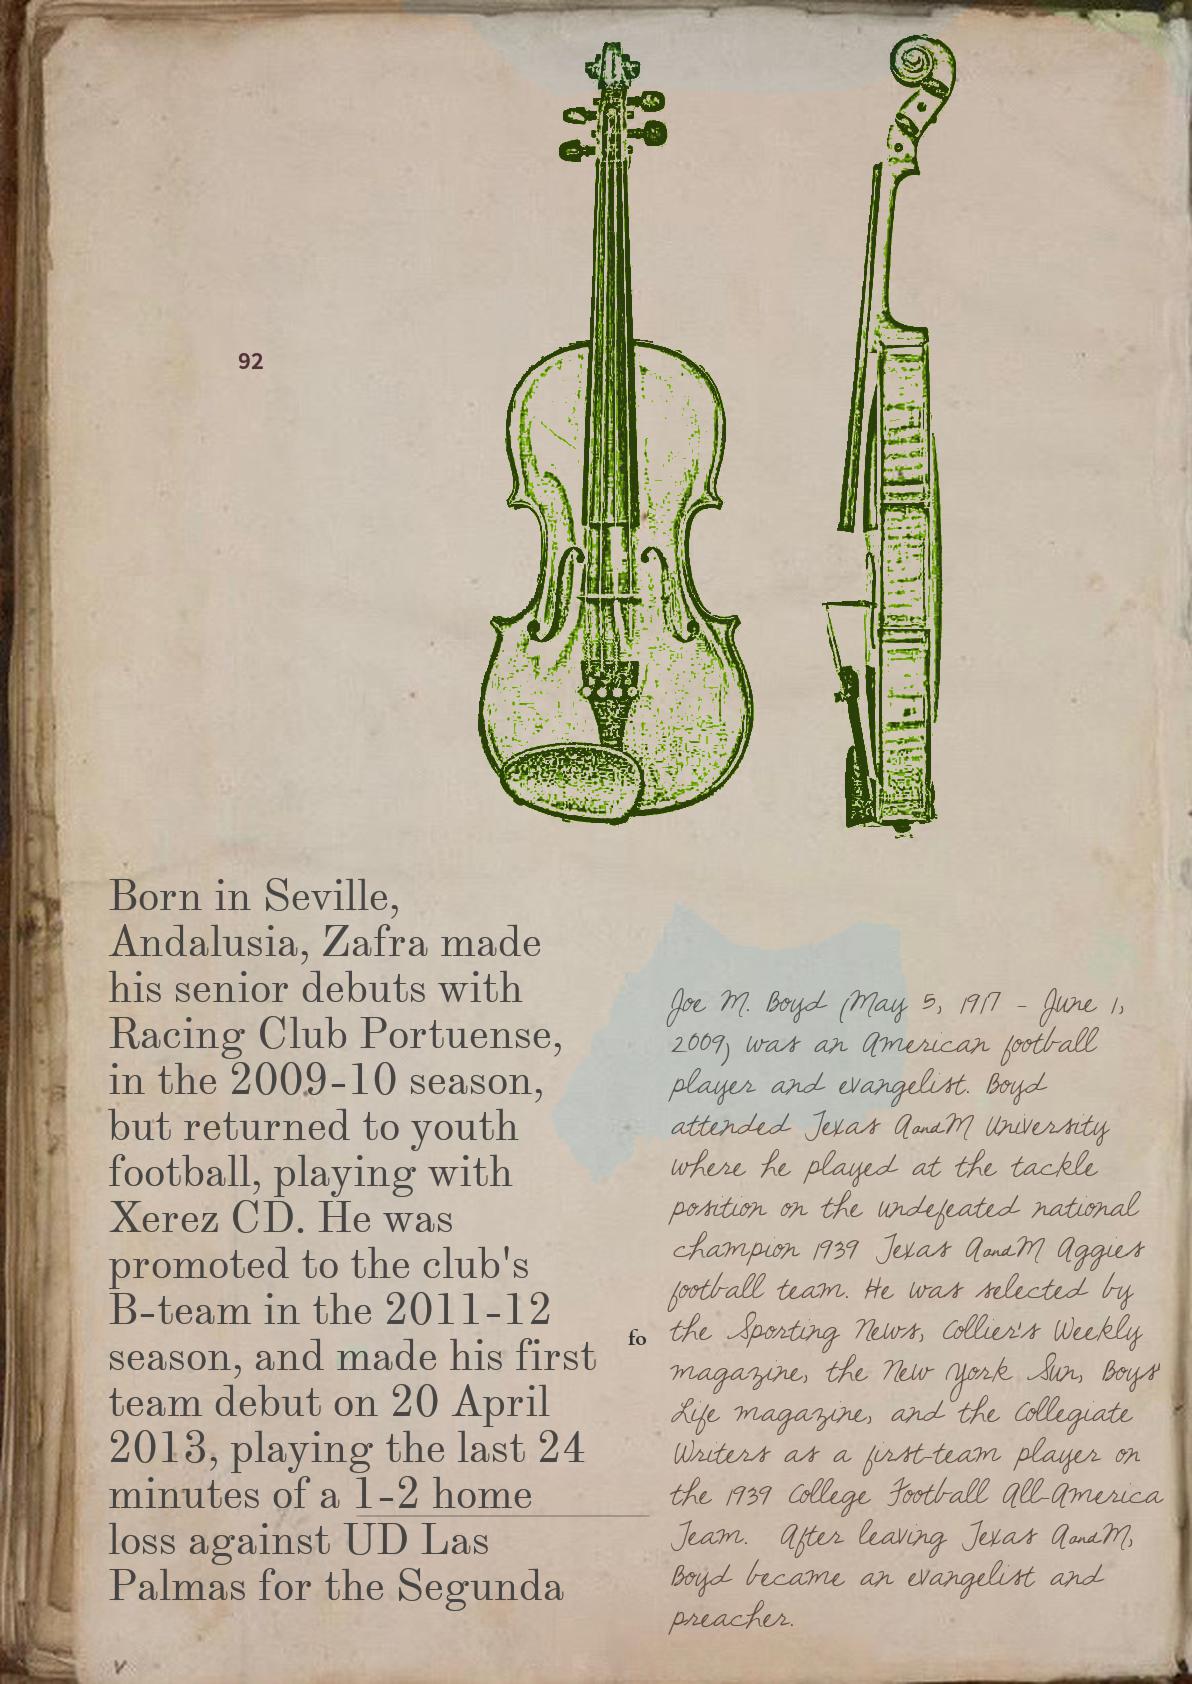 92
Born in Seville,
Andalusia, Zafra made
his senior debuts with
Racing Club Portuense,
in the 2009-10 season,
but returned to youth
football, playing with
Xerez CD. He was
promoted to the club's
B-team in the 2011-12
season, and made his first
team debut on 20 April
2013, playing the last 24
minutes of a 1-2 home
loss against UD Las
Palmas for the Segunda
fo
Joe M. Boyd (May 5, 1917 - June 1,
2009) was an American football
player and evangelist. Boyd
attended Texas AandM University
where he played at the tackle
position on the undefeated national
champion 1939 Texas AandM Aggies
football team. He was selected by
the Sporting News, Collier's Weekly
magazine, the New York Sun, Boys'
Life magazine, and the Collegiate
Writers as a first-team player on
the 1939 College Football All-America
Team. After leaving Texas AandM,
Boyd became an evangelist and
preacher.
v